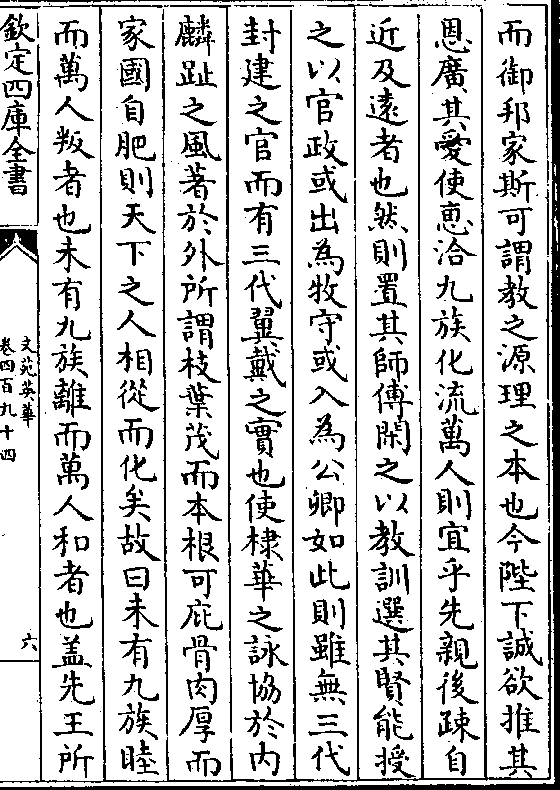 而御邦家斯可謂教之源理之本也今陛下誠欲推其
恩廣其愛使恵洽九族化流萬人則宜乎先親後疎自
近及遠者也然則置其師傅閑之以教訓選其賢能授
之以官政或出為牧守或入為公卿如此則雖無三代
封建之官而有三代翼戴之實也使棣華之詠協於内
麟趾之風著於外所謂枝葉茂而本根可庇骨肉厚而
家國自肥則天下之人相從而化矣故曰未有九族睦
而萬人叛者也未有九族離而萬人和者也盖先王所
欽定四庫全書
文苑英華
卷四百九十四
六